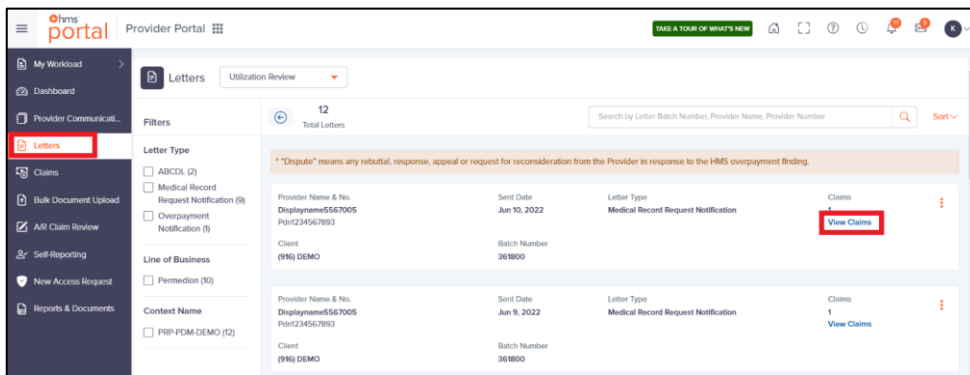 hms
portal
Provider Portal
TAKE A TOUR OF WHAT'S NEW
K
My Workload
Dashboard
Provider Communicati...
Letters
Claims
Bulk Document Upload
A/R Claim Review
Self-Reporting
New Access Request
Reports & Documents
Letters
Utilization Review
Filters
Letter Type
ABCDL (2)
Medical Record
Request Notification (9)
Overpayment
Notification (1)
Line of Business
Permedion (10)
Context Name
PRP-PDM-DEMO (12)
12
Total Letters
Search by Letter Batch Number, Provider Name, Provider Number
Sort
* "Dispute" means any rebuttal, response, appeal or request for reconsideration from the Provider in response to the HMS overpayment finding.
Provider Name & No. Sent Date Letter Type Claims
Displayname5567005 Jun 10, 2022 Medical Record Request Notification 1
Pdnt1234567893 View Claims
Client Batch Number
(916) DEMO 361800
Provider Name & No. Sent Date Letter Type Claims
Displayname5567005 Jun 9, 2022 Medical Record Request Notification 1
Pdnt1234567893 View Claims
Client Batch Number
(916) DEMO 361800